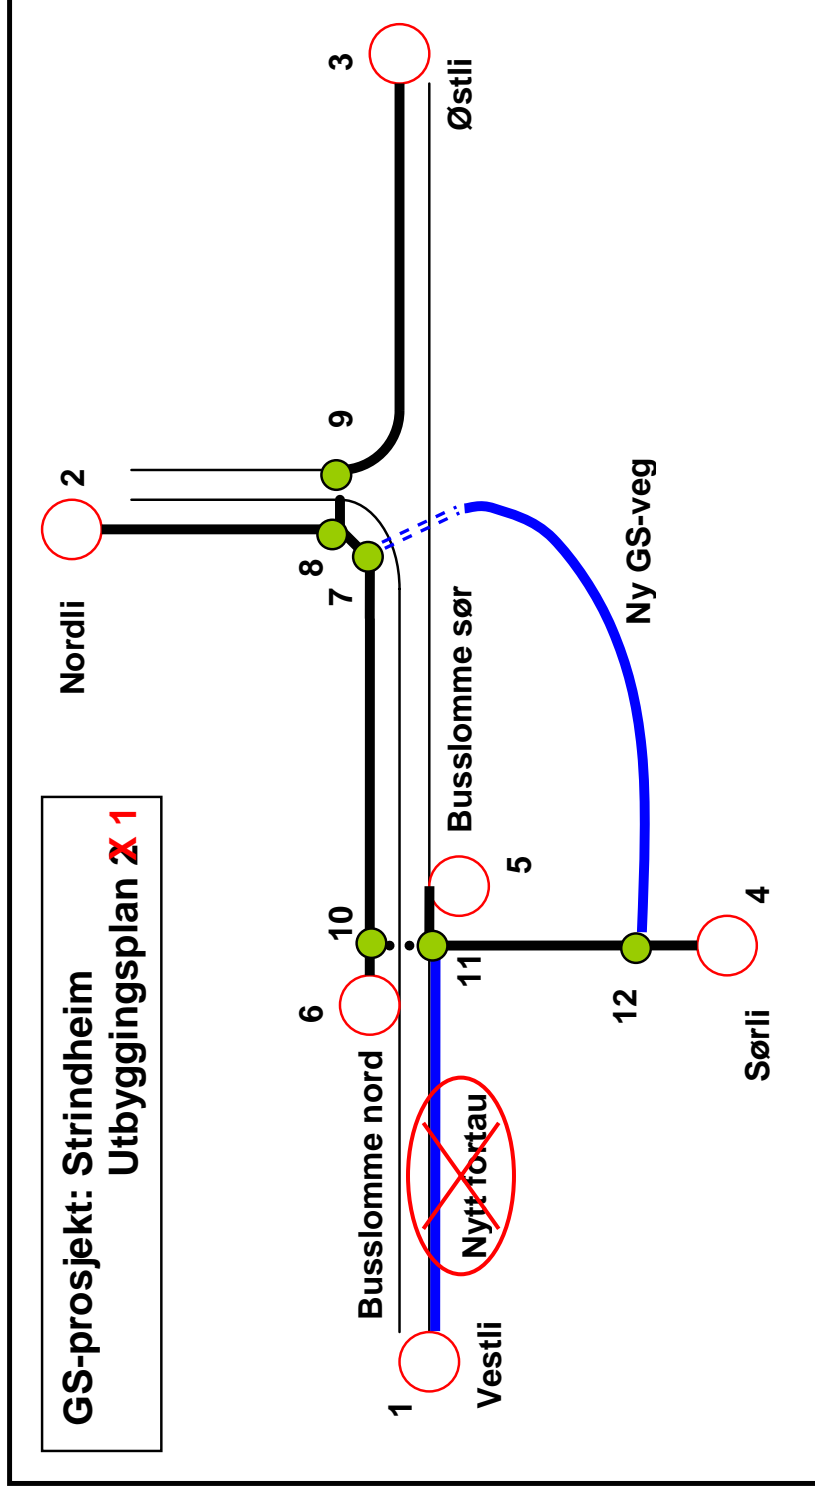 GS-prosjekt: Strindheim
Utbyggingsplan 2 X 1
Nordli
2
3
Østli
9
8
7
Ny GS-veg
Busslomme sør
5
10
6
11
12
4
Sørli
Busslomme nord
Nytt fortau
1
Vestli